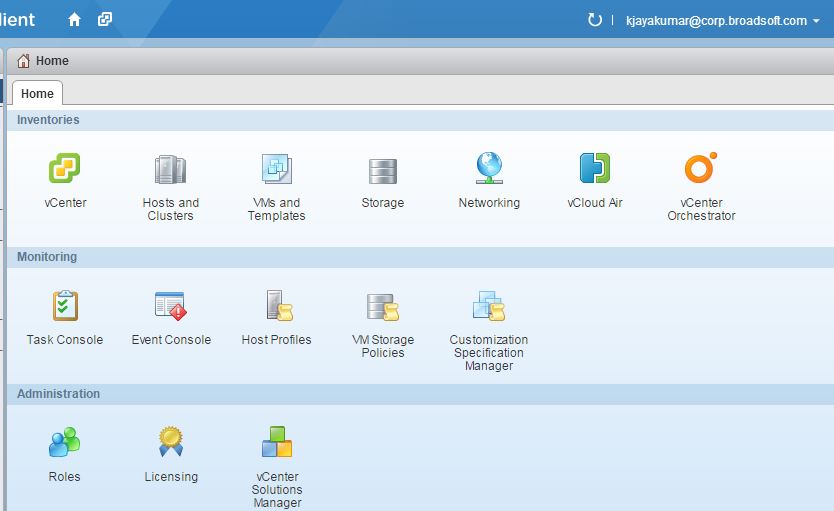 lient kjayakumar@corp.broadsoft.com
Home
Home
Inventories
vCenter
Hosts and
Clusters
VMs and
Templates
Storage
Networking
vCloud Air
vCenter
Orchestrator
Monitoring
Task Console
Event Console
Host Profiles
VM Storage
Policies
Customization
Specification
Manager
Administration
Roles
Licensing
vCenter
Solutions
Manager